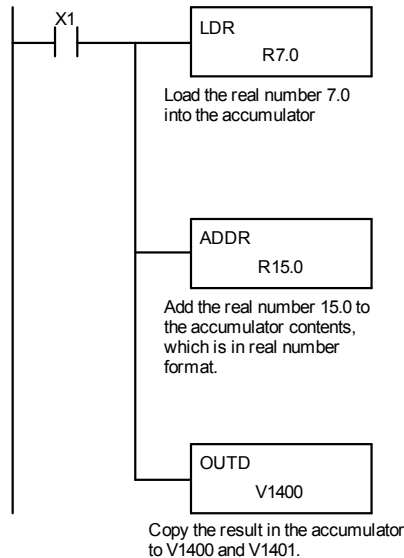 X1
LDR
R7.0
Load the real number 7.0
into the accumulator
ADDR
R15.0
Add the real number 15.0 to
the accumulator contents,
which is in real number
format.
OUTD
V1400
Copy the result in the accumulator
to V1400 and V1401.